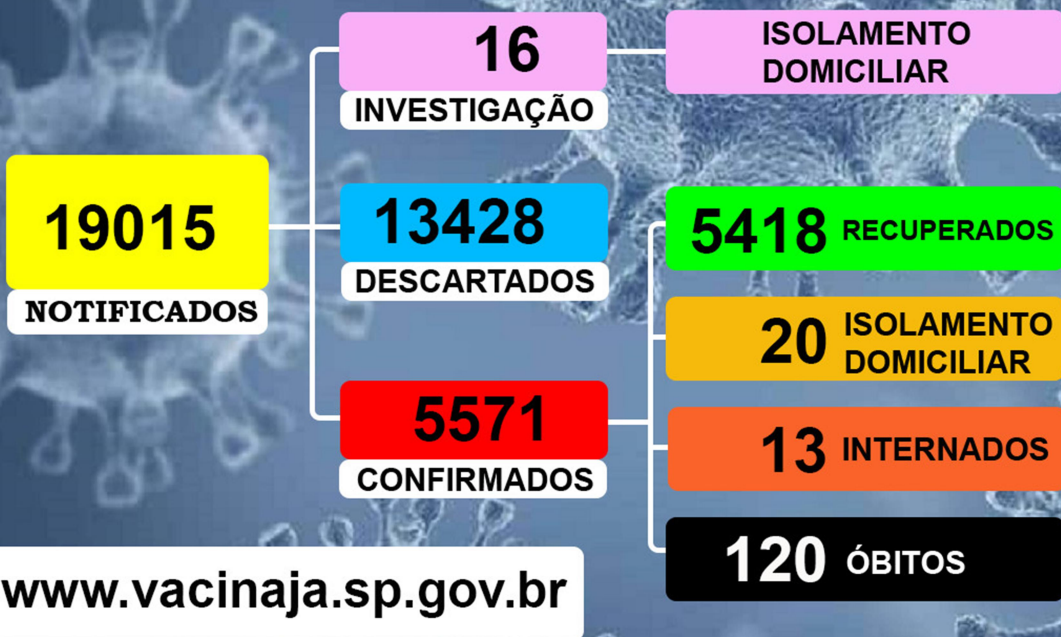 16
INVESTIGAÇÃO
ISOLAMENTO
DOMICILIAR
19015
NOTIFICADOS
13428
DESCARTADOS
5571
CONFIRMADOS
5418 RECUPERADOS
20 ISOLAMENTO
DOMICILIAR
13 INTERNADOS
120 ÓBITOS
www.vacinaja.sp.gov.br